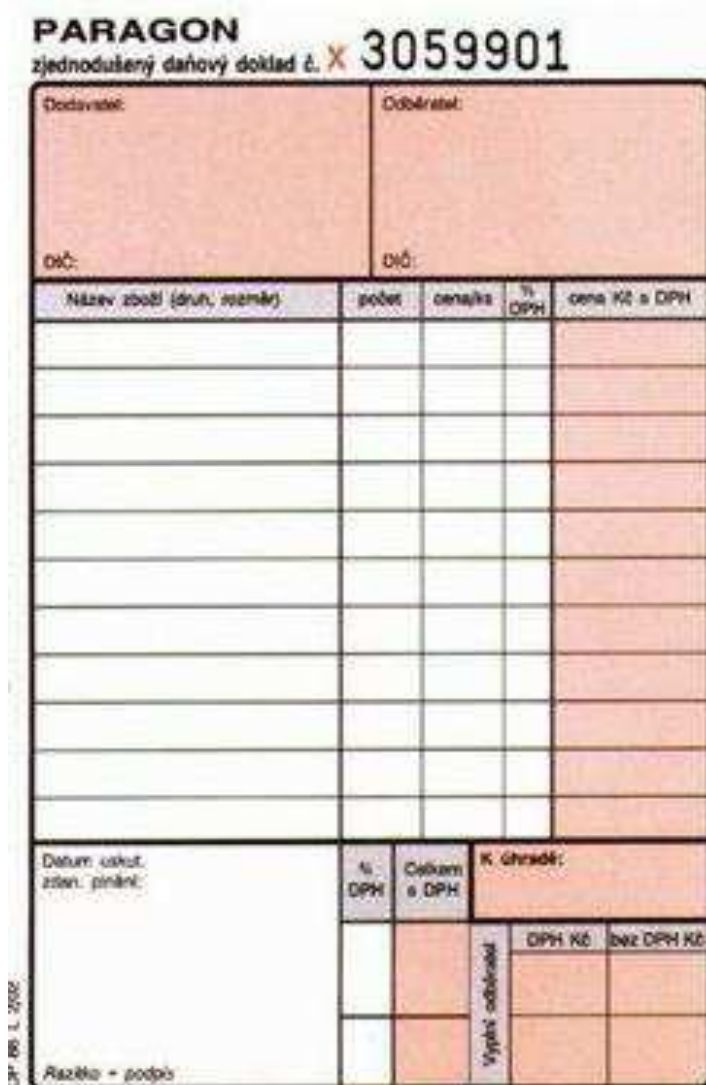 PARAGON
zjednodušený daňový doklad č. X 3059901
Dodavatel:
Odběratel:
DIČ:
DIČ:
Název zboží (druh, rozměr) počet cena/ks % DPH cena Kč s DPH
Datum uskut.
zdan. plnění:
% DPH
Celkem s DPH
K úhradě:
Vyplní odběratel
DPH Kč bez DPH Kč
Razítko + podpis